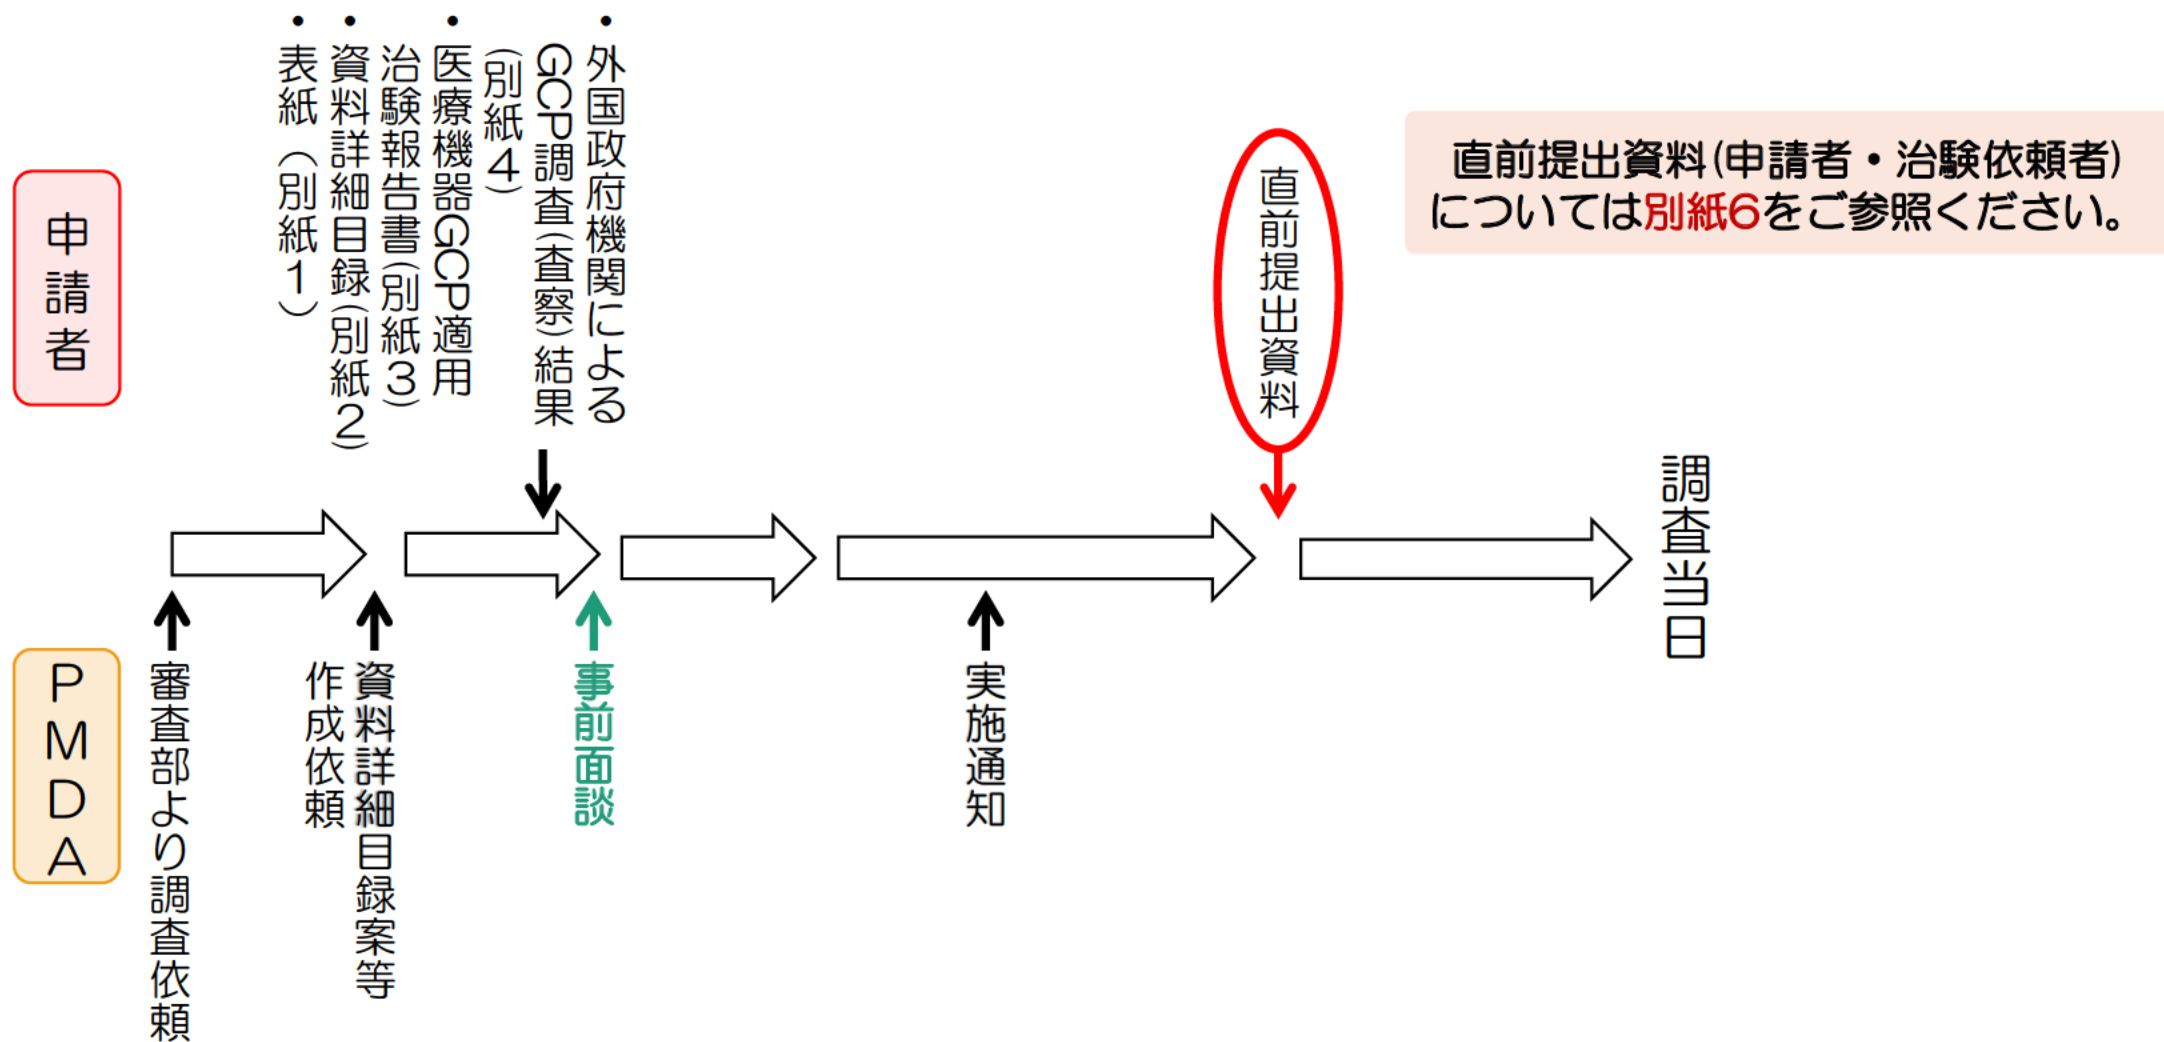 申請者
・表紙（別紙１）
・資料詳細目録(別紙２)
・医療機器GCP適用
治験報告書(別紙３)
・外国政府機関による
GCP調査(査察)結果
(別紙４)
直前提出資料
直前提出資料(申請者・治験依頼者)
については別紙6をご参照ください。
調査当日
PMDA
審査部より調査依頼
資料詳細目録案等
作成依頼
事前面談
実施通知